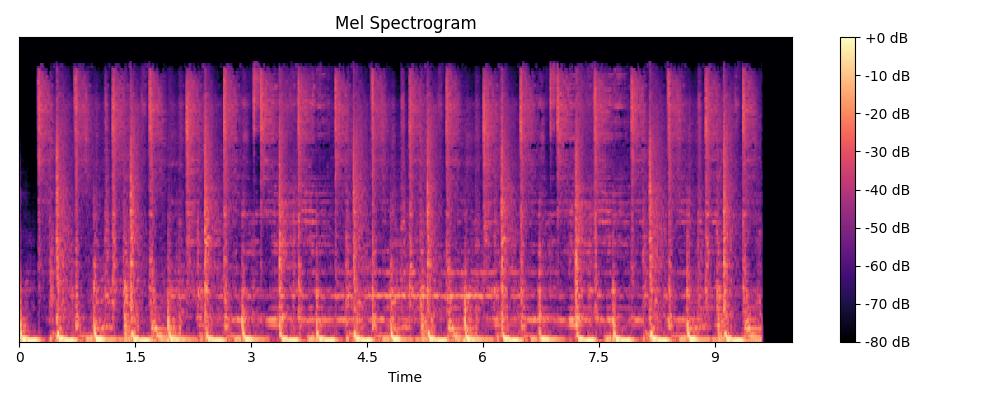 Mel Spectrogram
+0 dB
-10 dB
-20 dB
-30 dB
-40 dB
-50 dB
-60 dB
-70 dB
-80 dB
0 1.5 3 4.5 6 7.5 9
Time